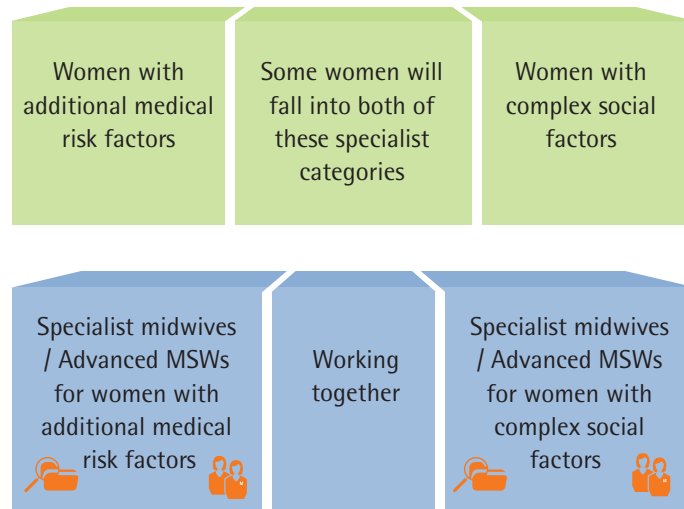 Women with
additional medical
risk factors
Some women will
fall into both of
these specialist
categories
Women with
complex social
factors
Specialist midwives
/ Advanced MSWs
for women with
additional medical
risk factors
Working
together
Specialist midwives
/ Advanced MSWs
for women with
complex social
factors